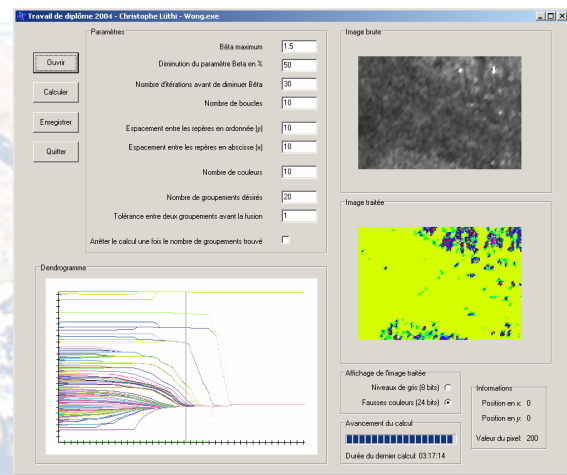 Travail de diplôme 2004 - Christophe Lüthi - Wong.exe
Ouvrir
Calculer
Enregistrer
Quitter
Paramètres
Bêta maximum 1.5
Diminution du paramètre Beta en % 50
Nombre d'itérations avant de diminuer Bêta 30
Nombre de boucles 10
Espacement entre les repères en ordonnée (y) 10
Espacement entre les repères en abscisse (x) 10
Nombre de couleurs 10
Nombre de groupements désirés 20
Tolérance entre deux groupements avant la fusion 1
Arrêter le calcul une fois le nombre de groupements trouvé
Dendrogramme
Image brute
Image traitée
Affichage de l'image traitée
Niveaux de gris (8 bits)
Fausses couleurs (24 bits)
Avancement du calcul
Durée du dernier calcul: 03:17:14
Informations
Position en x: 0
Position en y: 0
Valeur du pixel: 200